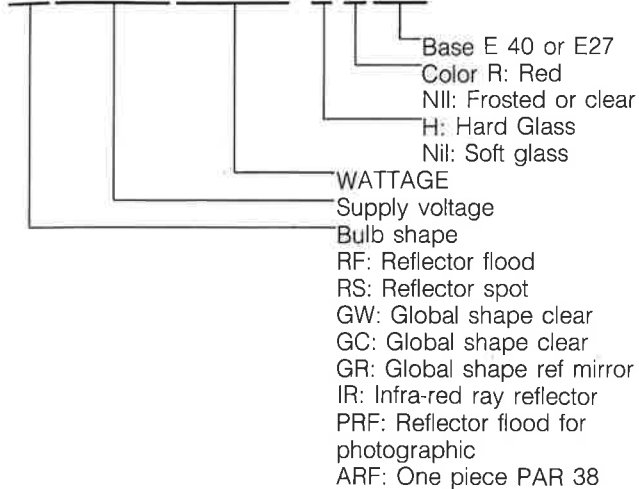 Base E 40 or E27
Color R: Red
NIl: Frosted or clear
H: Hard Glass
Nil: Soft glass
WATTAGE
Supply voltage
Bulb shape
RF: Reflector flood
RS: Reflector spot
GW: Global shape clear
GC: Global shape clear
GR: Global shape ref mirror
IR: Infra-red ray reflector
PRF: Reflector flood for
photographic
ARF: One piece PAR 38